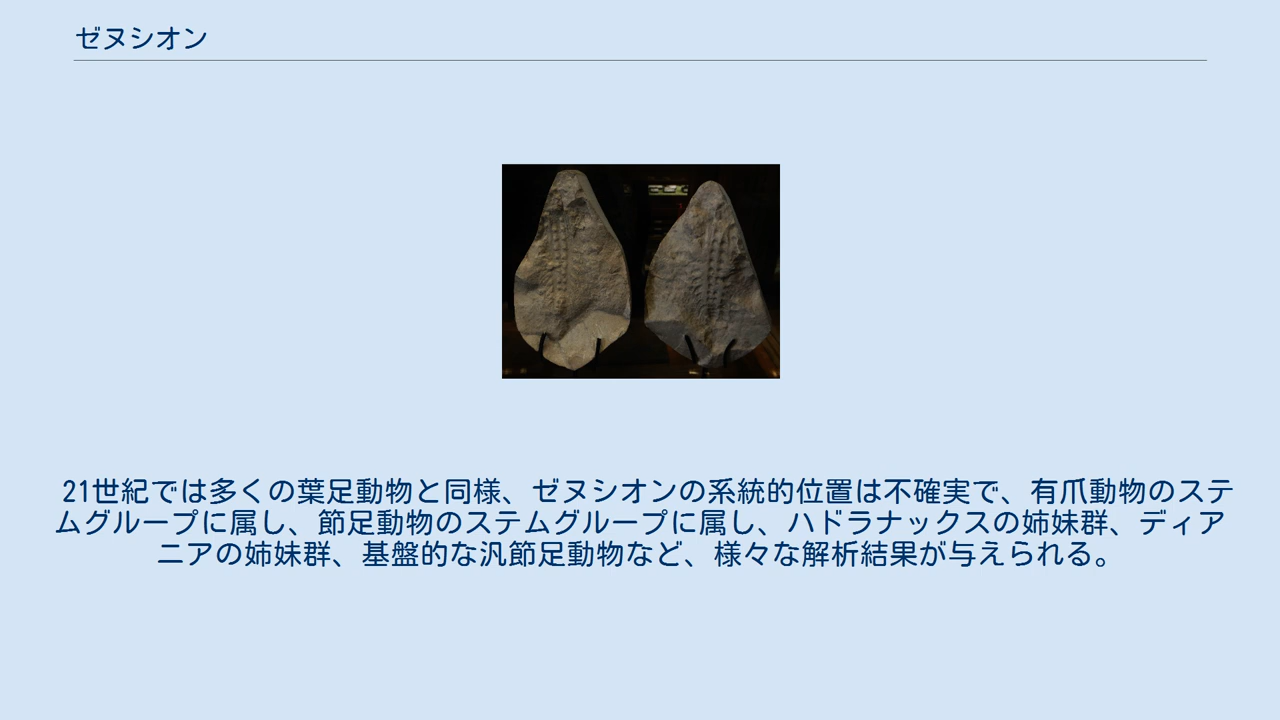 ゼヌシオン
21世紀では多くの葉足動物と同様、ゼヌシオンの系統的位置は不確実で、有爪動物のステ
ムグループに属し、節足動物のステムグループに属し、ハドラナックスの姉妹群、ディア
ニアの姉妹群、基盤的な汎節足動物など、様々な解析結果が与えられる。